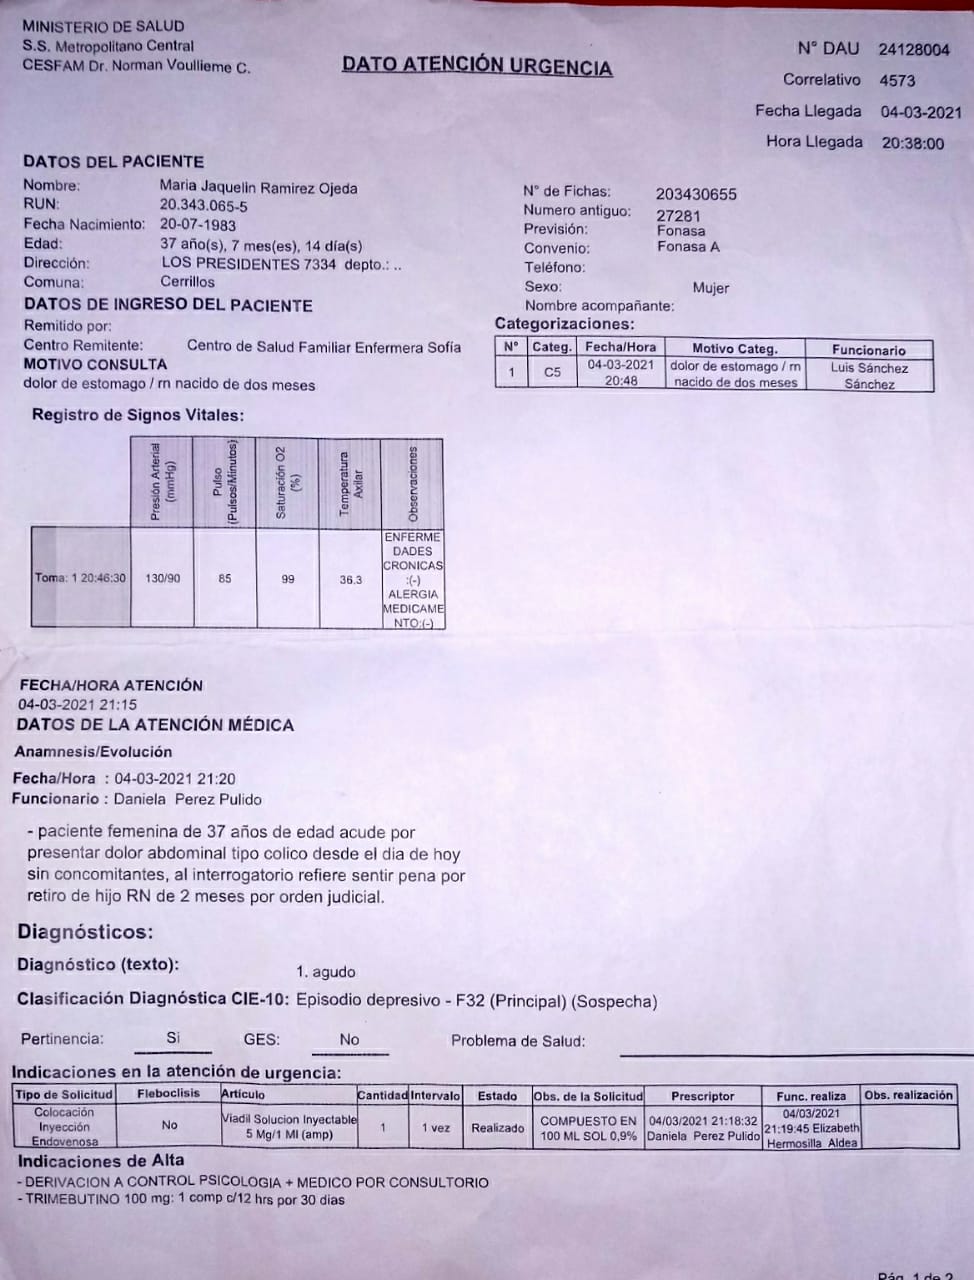 MINISTERIO DE SALUD
S.S. Metropolitano Central
CESFAM Dr. Norman Voullieme C.
DATO ATENCIÓN URGENCIA
N° DAU 24128004
Correlativo 4573
Fecha Llegada 04-03-2021
Hora Llegada 20:38:00
DATOS DEL PACIENTE
Nombre: Maria Jaquelin Ramirez Ojeda
RUN: 20.343.065-5
Fecha Nacimiento: 20-07-1983
Edad: 37 año(s), 7 mes(es), 14 día(s)
Dirección: LOS PRESIDENTES 7334 depto.: ..
Comuna: Cerrillos
N° de Fichas: 203430655
Numero antiguo: 27281
Previsión: Fonasa
Convenio: Fonasa A
Teléfono:
Sexo: Mujer
Nombre acompañante:
DATOS DE INGRESO DEL PACIENTE
Remitido por:
Centro Remitente: Centro de Salud Familiar Enfermera Sofía
MOTIVO CONSULTA
dolor de estomago / rn nacido de dos meses
Categorizaciones:
N° Categ. Fecha/Hora Motivo Categ. Funcionario
1 C5 04-03-2021 20:48 dolor de estomago / rn nacido de dos meses Luis Sánchez Sánchez
Registro de Signos Vitales:
Presión Arterial (mmHg) Pulso (Pulsos/Minutos) Saturación O2 (%) Temperatura Axilar Observaciones
Toma: 1 20:46:30 130/90 85 99 36.3 ENFERME DADES CRONICAS :(-) ALERGIA MEDICAME NTO:(-)
FECHA/HORA ATENCIÓN
04-03-2021 21:15
DATOS DE LA ATENCIÓN MÉDICA
Anamnesis/Evolución
Fecha/Hora : 04-03-2021 21:20
Funcionario : Daniela Perez Pulido
- paciente femenina de 37 años de edad acude por
presentar dolor abdominal tipo colico desde el dia de hoy
sin concomitantes, al interrogatorio refiere sentir pena por
retiro de hijo RN de 2 meses por orden judicial.
Diagnósticos:
Diagnóstico (texto): 1. agudo
Clasificación Diagnóstica CIE-10: Episodio depresivo - F32 (Principal) (Sospecha)
Pertinencia: Si GES: No Problema de Salud:
Indicaciones en la atención de urgencia:
Tipo de Solicitud Fleboclisis Artículo Cantidad Intervalo Estado Obs. de la Solicitud Prescriptor Func. realiza Obs. realización
Colocación Inyección Endovenosa No Viadil Solucion Inyectable 5 Mg/1 Ml (amp) 1 1 vez Realizado COMPUESTO EN 100 ML SOL 0,9% 04/03/2021 21:18:32 Daniela Perez Pulido 04/03/2021 21:19:45 Elizabeth Hermosilla Aldea
Indicaciones de Alta
- DERIVACION A CONTROL PSICOLOGIA + MEDICO POR CONSULTORIO
- TRIMEBUTINO 100 mg: 1 comp c/12 hrs por 30 dias
Pág. 1 de 2